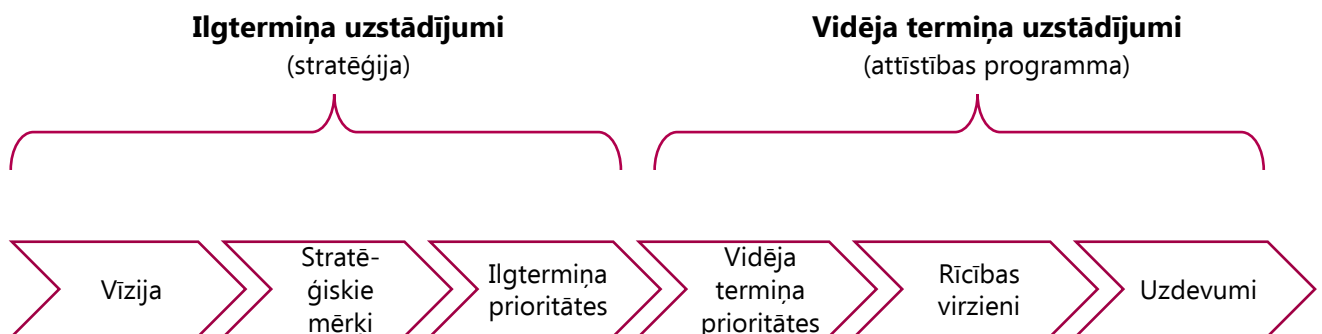 Ilgtermiņa uzstādījumi
(stratēģija)
Vidēja termiņa uzstādījumi
(attīstības programma)
Vīzija
Stratē-
ģiskie
mērķi
Ilgtermiņa
prioritātes
Vidēja
termiņa
prioritātes
Rīcības
virzieni
Uzdevumi